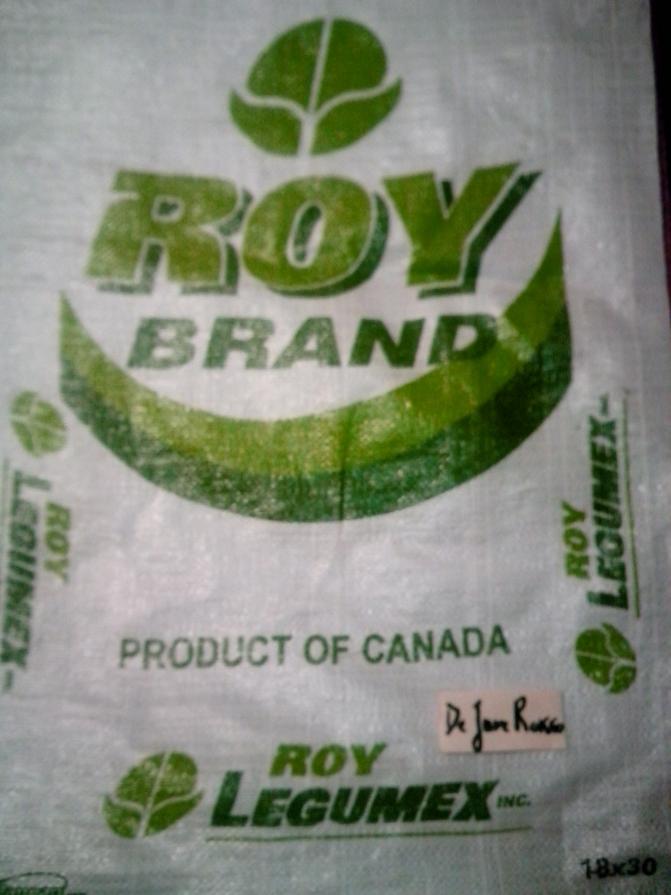 ROY
BRAND
ROY
LEGUMEX
ROY
LEGUMEX
PRODUCT OF CANADA
ROY
LEGUMEX INC.
18x30